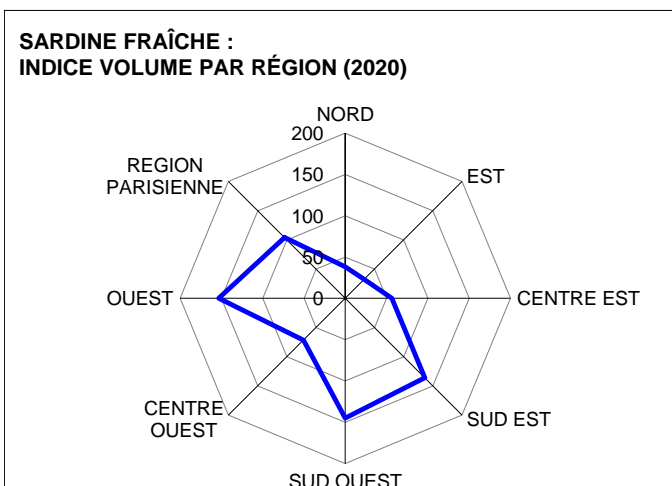 SARDINE FRAÎCHE :
INDICE VOLUME PAR RÉGION (2020)
NORD
200
150
100
50
0
EST
CENTRE EST
SUD EST
SUD OUEST
CENTRE
OUEST
OUEST
REGION
PARISIENNE